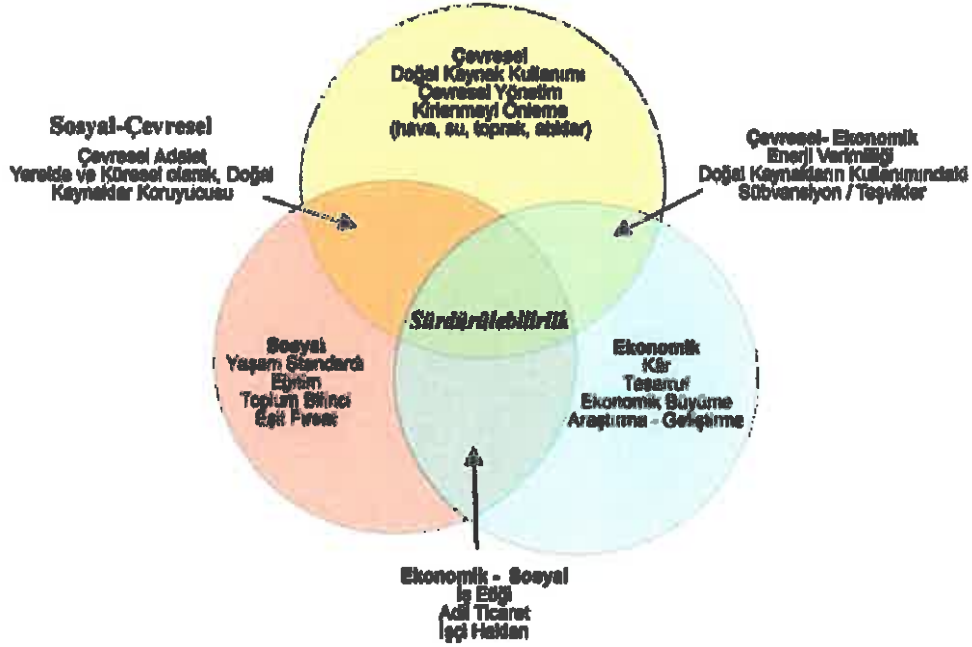 Çevresel
Doğal Kaynak Kullanımı
Çevresel Yönetim
Kirlenmeyi Önleme
(hava, su, toprak, atıklar)
Sosyal-Çevresel
Çevresel Adalet
Yerelde ve Küresel olarak, Doğal
Kaynaklar Koruyucusu
Çevresel- Ekonomik
Enerji Verimliliği
Doğal Kaynakların Kullanımındaki
Sübvansiyon / Teşvikler
Sürdürülebilirlik
Sosyal
Yaşam Standardı
Eğitim
Toplum Bilinci
Eşit Fırsat
Ekonomik
Kâr
Tasarruf
Ekonomik Büyüme
Araştırma - Geliştirme
Ekonomik - Sosyal
İş Etiği
Adil Ticaret
İşçi Hakları